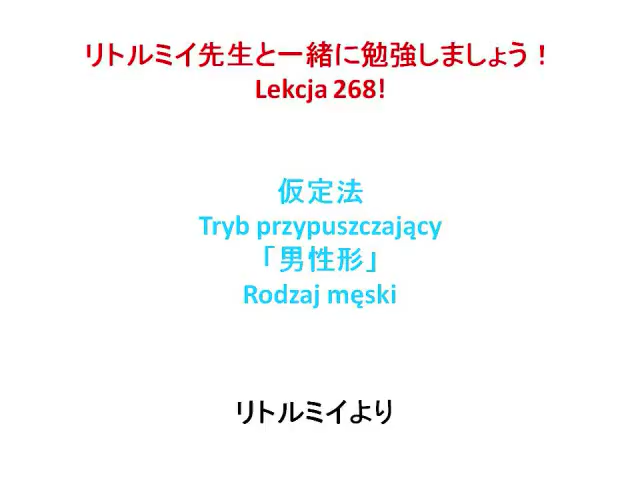 リトルミイ先生と一緒に勉強しましょう！
Lekcja 268!
仮定法
Tryb przypuszczający
「男性形」
Rodzaj męski
リトルミイより